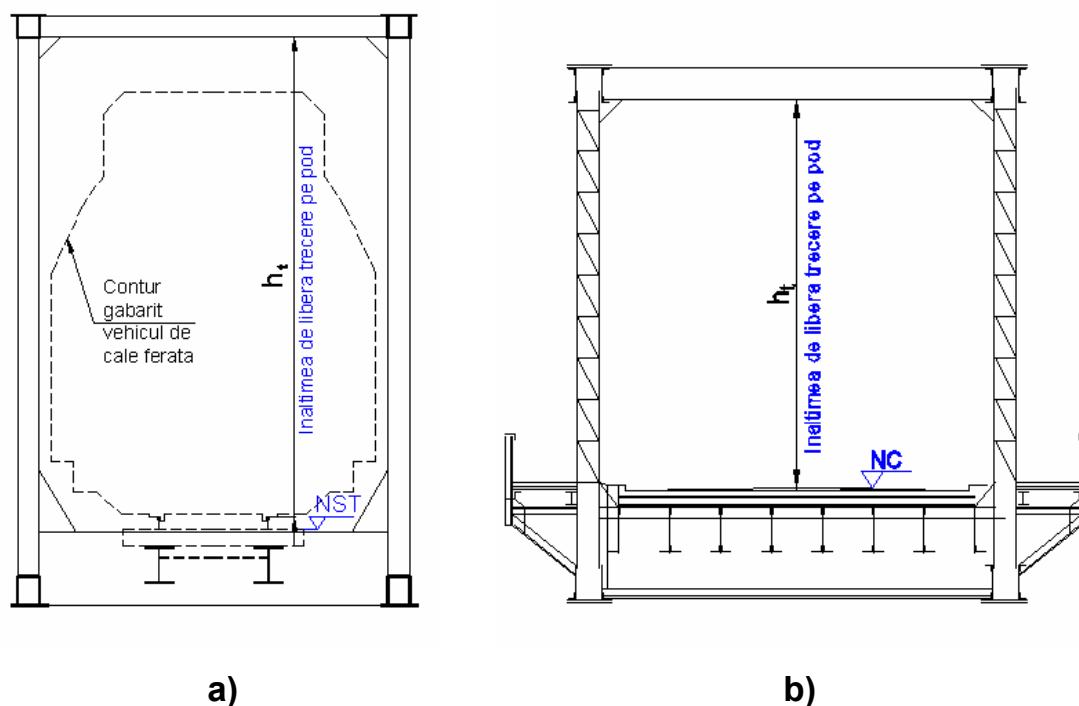 Inaltimea de libera trecere pe pod
h_t
Contur
gabarit
vehicul de
cale ferata
NST
Inaltimea de libera trecere pe pod
h_t
NC
a)
b)